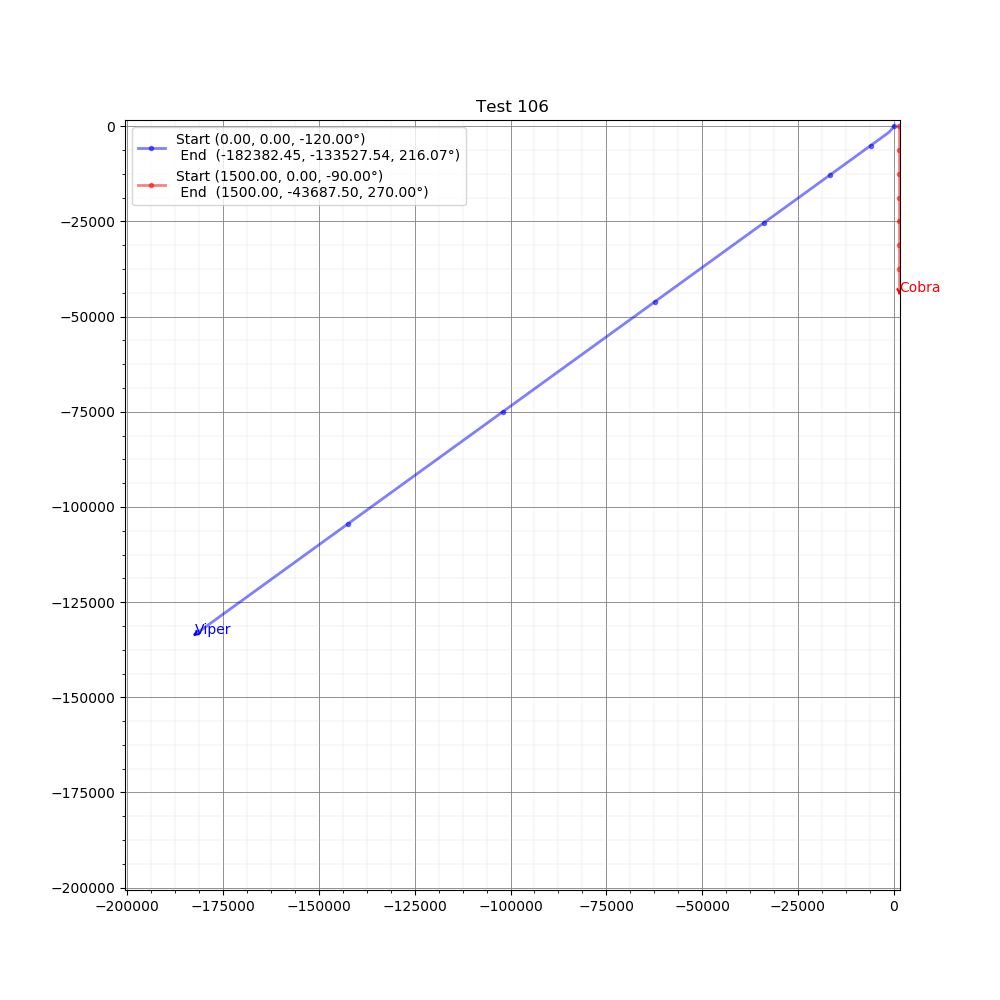 Test 106
Start (0.00, 0.00, -120.00°)
End  (-182382.45, -133527.54, 216.07°)
Start (1500.00, 0.00, -90.00°)
End  (1500.00, -43687.50, 270.00°)
0
−25000
−50000
−75000
−100000
−125000
−150000
−175000
−200000
Cobra
Viper
−200000 −175000 −150000 −125000 −100000 −75000 −50000 −25000 0